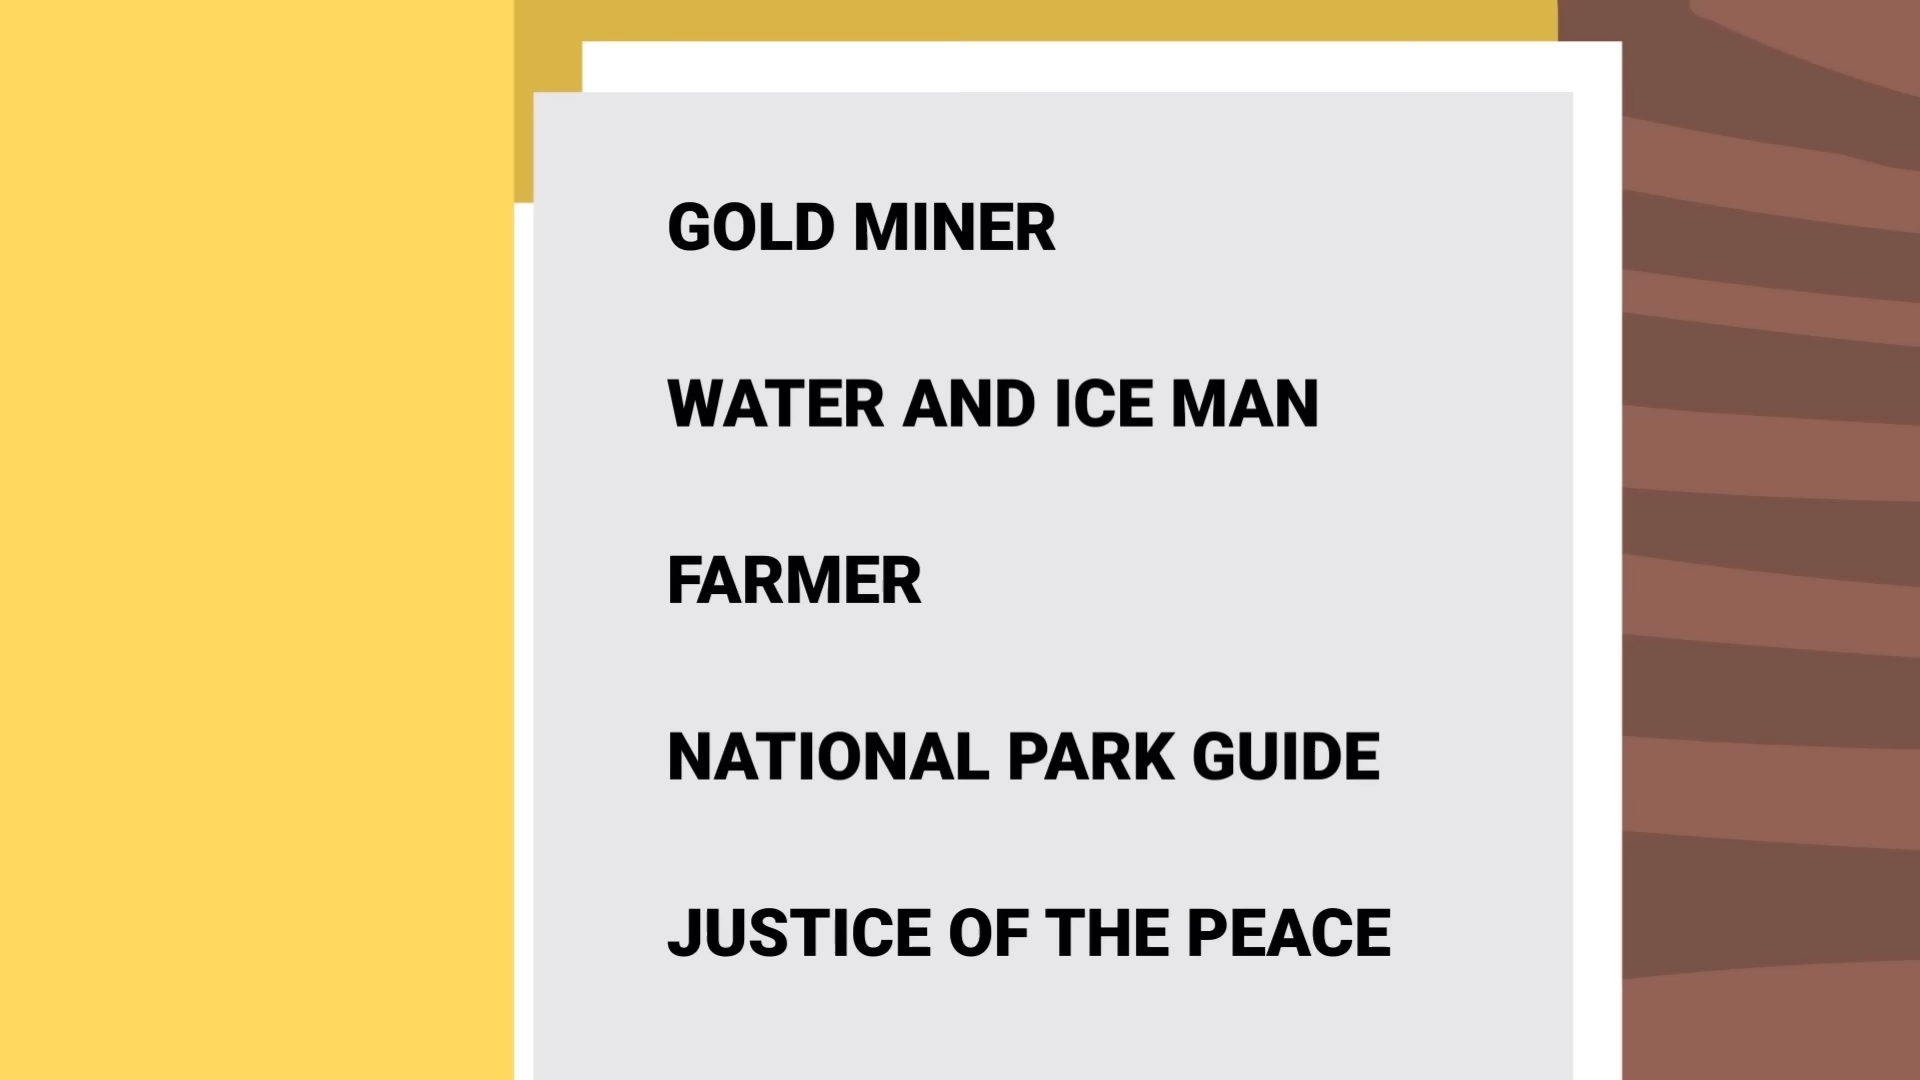 GOLD MINER
WATER AND ICE MAN
FARMER
NATIONAL PARK GUIDE
JUSTICE OF THE PEACE